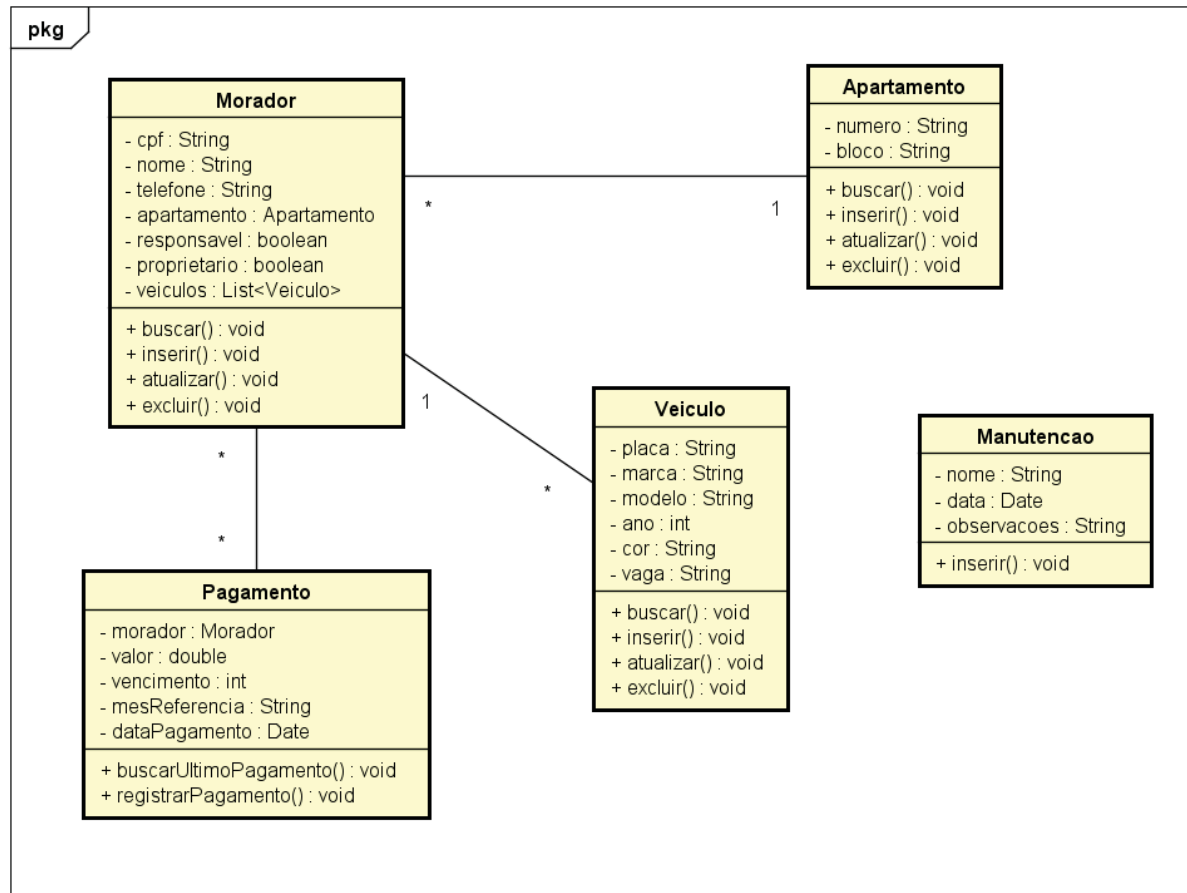 pkg
Morador
- cpf : String
- nome : String
- telefone : String
- apartamento : Apartamento
- responsavel : boolean
- proprietario : boolean
- veiculos : List<Veiculo>
+ buscar() : void
+ inserir() : void
+ atualizar() : void
+ excluir() : void
Apartamento
- numero : String
- bloco : String
+ buscar() : void
+ inserir() : void
+ atualizar() : void
+ excluir() : void
*
1
1
*
*
*
Veiculo
- placa : String
- marca : String
- modelo : String
- ano : int
- cor : String
- vaga : String
+ buscar() : void
+ inserir() : void
+ atualizar() : void
+ excluir() : void
Manutencao
- nome : String
- data : Date
- observacoes : String
+ inserir() : void
Pagamento
- morador : Morador
- valor : double
- vencimento : int
- mesReferencia : String
- dataPagamento : Date
+ buscarUltimoPagamento() : void
+ registrarPagamento() : void